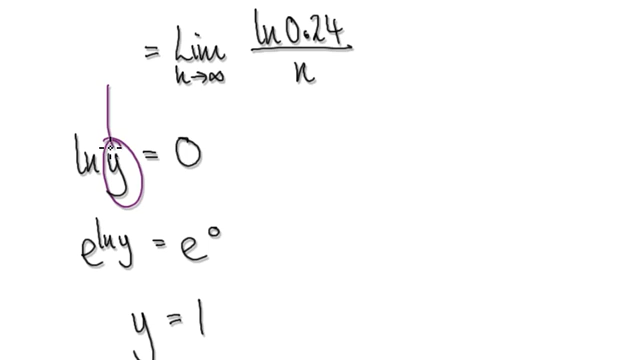 = Lim n→∞ ln 0.24 / n
ln y = 0
e^ln y = e^0
y = 1